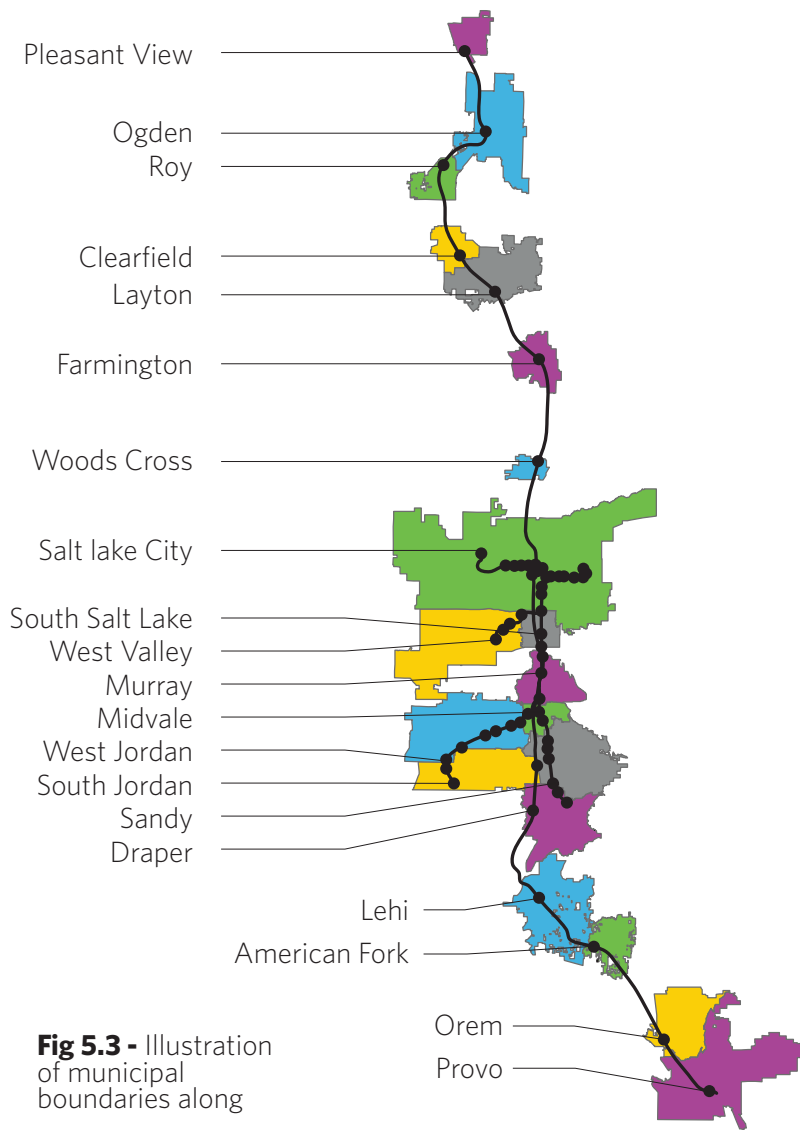 Pleasant View
Ogden
Roy
Clearfield
Layton
Farmington
Woods Cross
Salt lake City
South Salt Lake
West Valley
Murray
Midvale
West Jordan
South Jordan
Sandy
Draper
Lehi
American Fork
Orem
Provo
Fig 5.3 - Illustration
of municipal
boundaries along